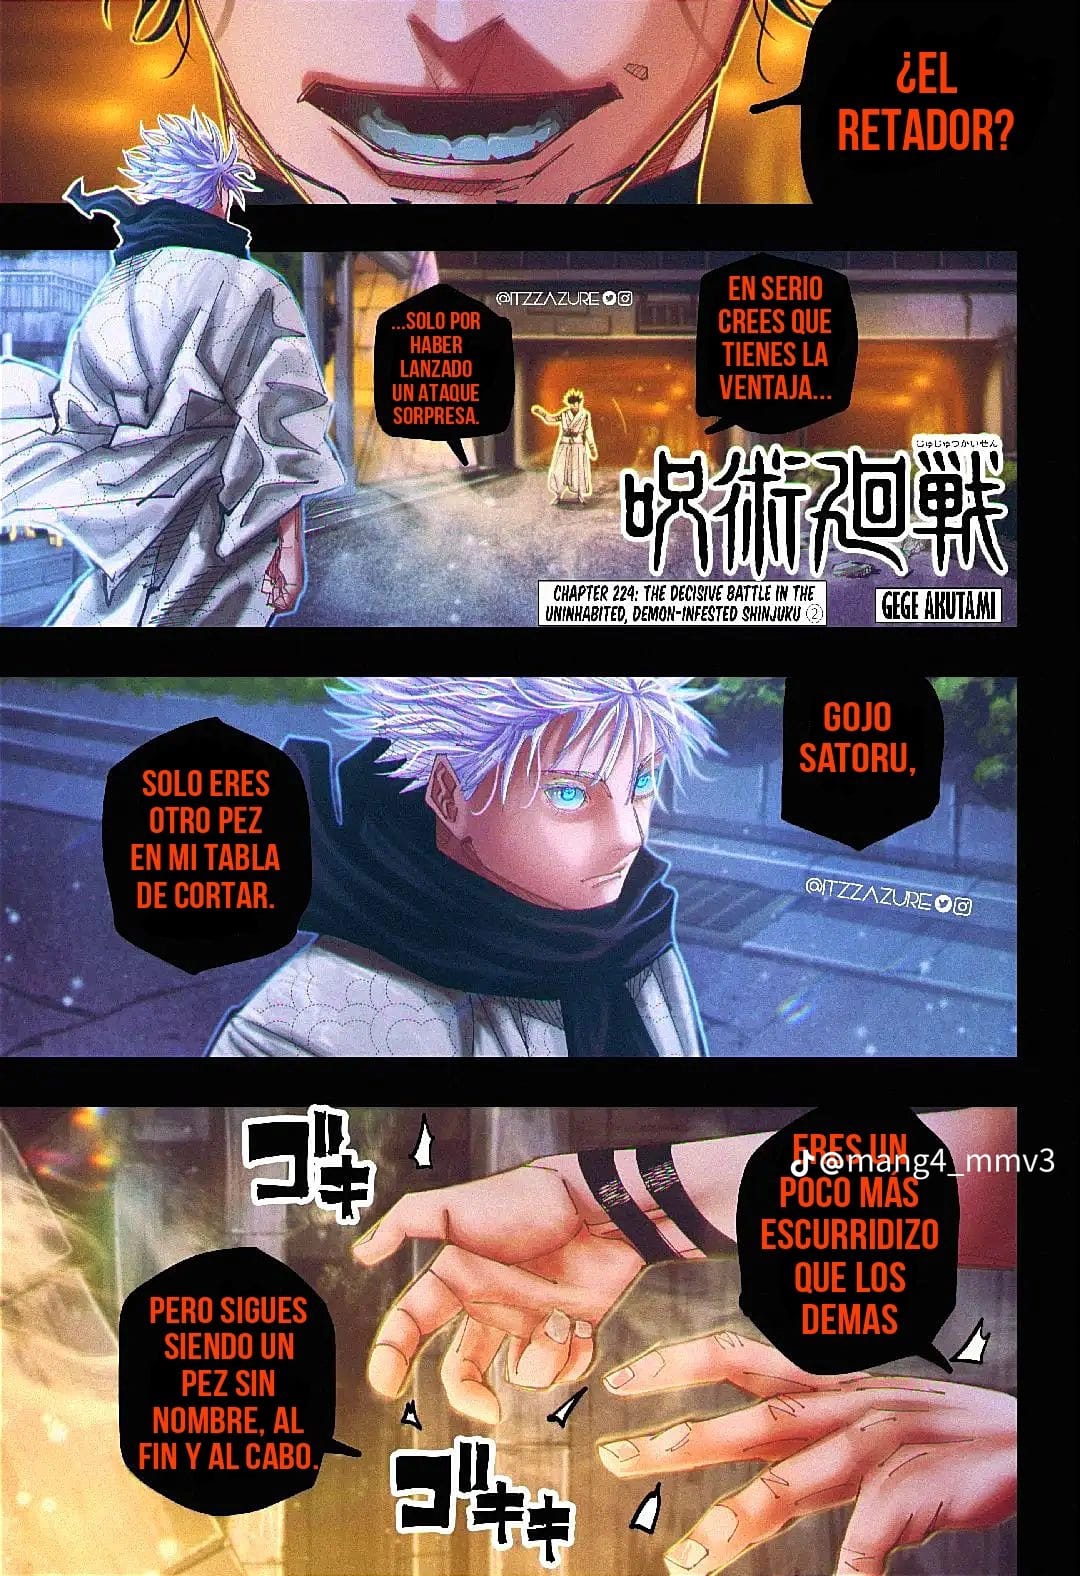 ¿EL
RETADOR?
EN SERIO
CREES QUE
TIENES LA
VENTAJA...
@ITZZAZURE
...SOLO POR
HABER
LANZADO
UN ATAQUE
SORPRESA.
じゅじゅつかいせん
呪術廻戦
CHAPTER 224: THE DECISIVE BATTLE IN THE
UNINHABITED, DEMON-INFESTED SHINJUKU ②
GEGE AKUTAMI
GOJO
SATORU,
SOLO ERES
OTRO PEZ
EN MI TABLA
DE CORTAR.
@ITZZAZURE
ゴキ
ERES UN
@mang4_mmv3
POCO MÁS
ESCURRIDIZO
QUE LOS
DEMAS
PERO SIGUES
SIENDO UN
PEZ SIN
NOMBRE, AL
FIN Y AL CABO.
ゴキキ